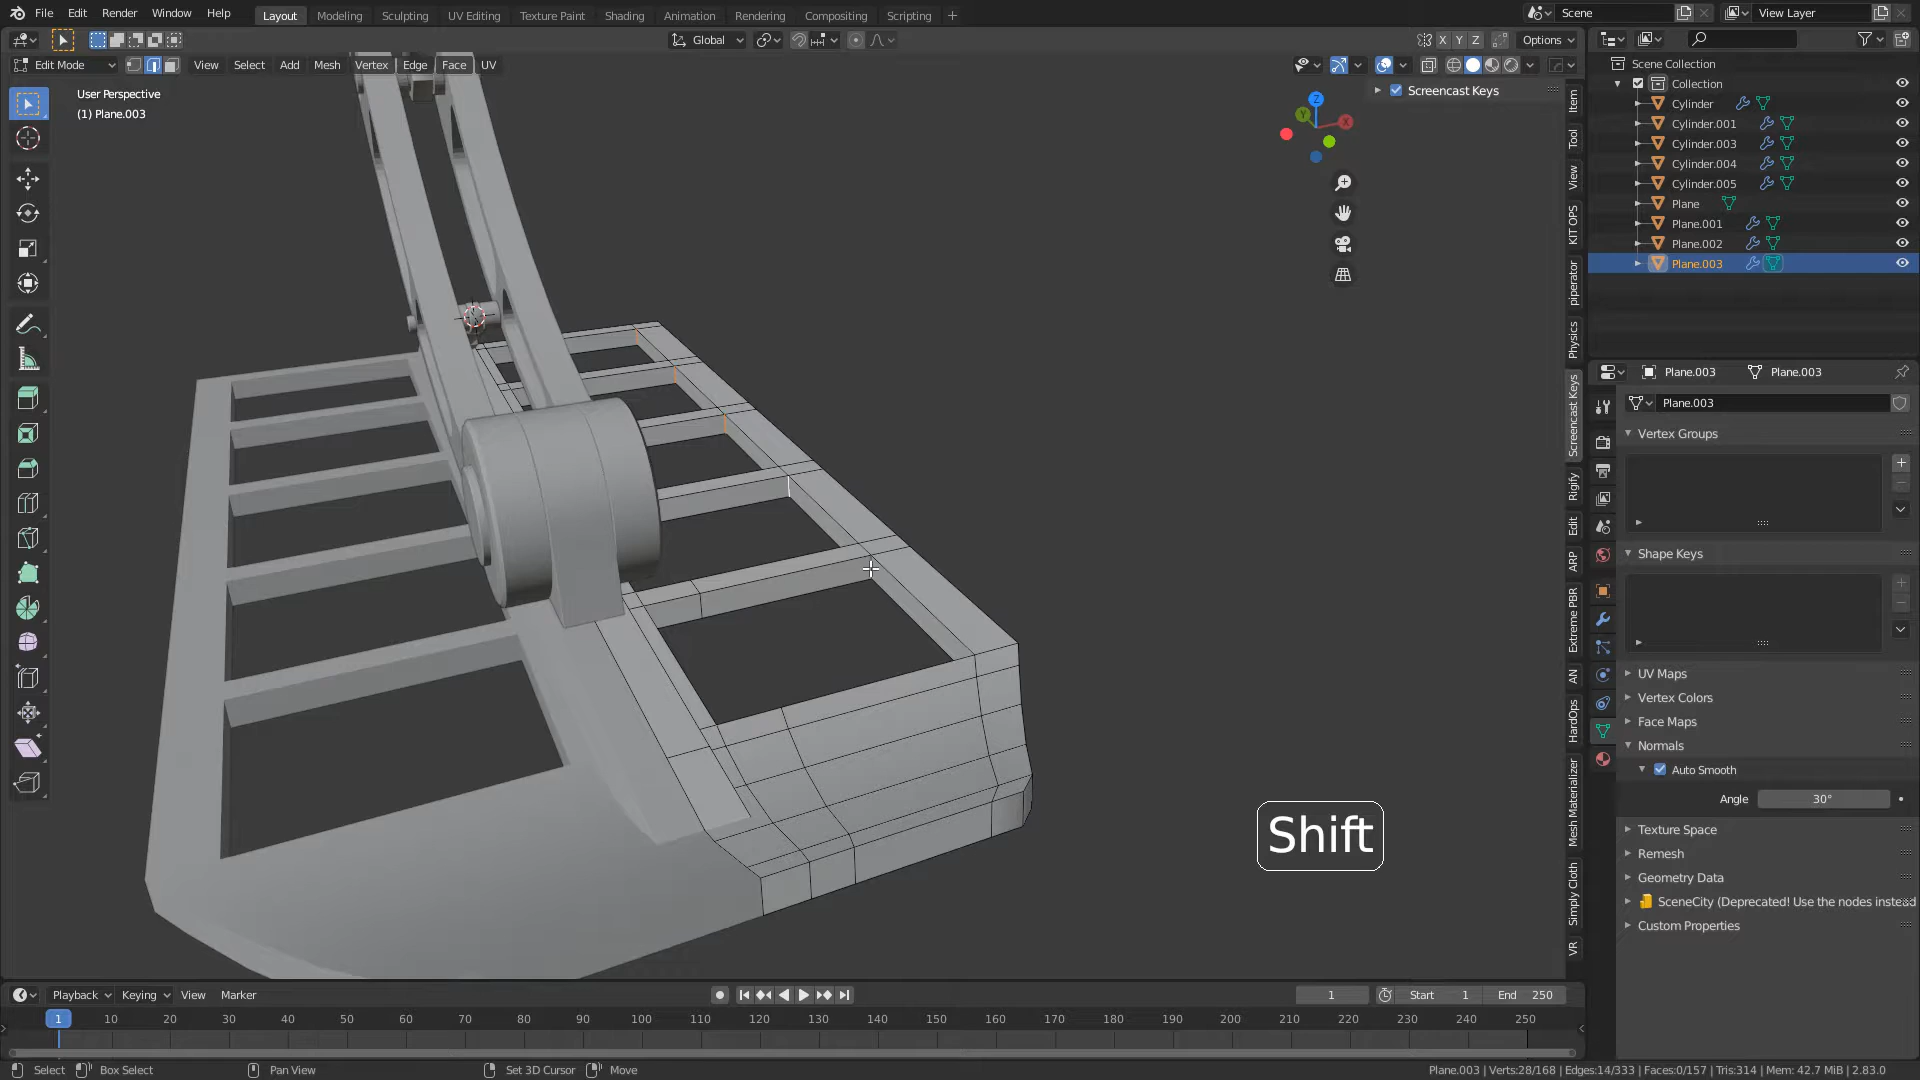 File Edit Render Window Help Layout Modeling Sculpting UV Editing Texture Paint Shading Animation Rendering Compositing Scripting + Scene View Layer
Global X Y Z Options
Edit Mode View Select Add Mesh Vertex Edge Face UV
User Perspective
(1) Plane.003
Screencast Keys
Z
Y
X
Item
Tool
View
KIT OPS
piperator
Physics
Screencast Keys
Rigify
Edit
ARP
Extreme PBR
AN
HardOps
Mesh Materializer
Simply Cloth
VR
Scene Collection
Collection
Cylinder
Cylinder.001
Cylinder.003
Cylinder.004
Cylinder.005
Plane
Plane.001
Plane.002
Plane.003
Plane.003 Plane.003
Plane.003
Vertex Groups
Shape Keys
UV Maps
Vertex Colors
Face Maps
Normals
Auto Smooth
Angle 30°
Texture Space
Remesh
Geometry Data
SceneCity (Deprecated! Use the nodes instead
Custom Properties
Shift
Playback Keying View Marker 1 Start 1 End 250
1 10 20 30 40 50 60 70 80 90 100 110 120 130 140 150 160 170 180 190 200 210 220 230 240 250
Select Box Select Pan View Set 3D Cursor Move Plane.003 | Verts:28/168 | Edges:14/333 | Faces:0/157 | Tris:314 | Mem: 42.7 MiB | 2.83.0